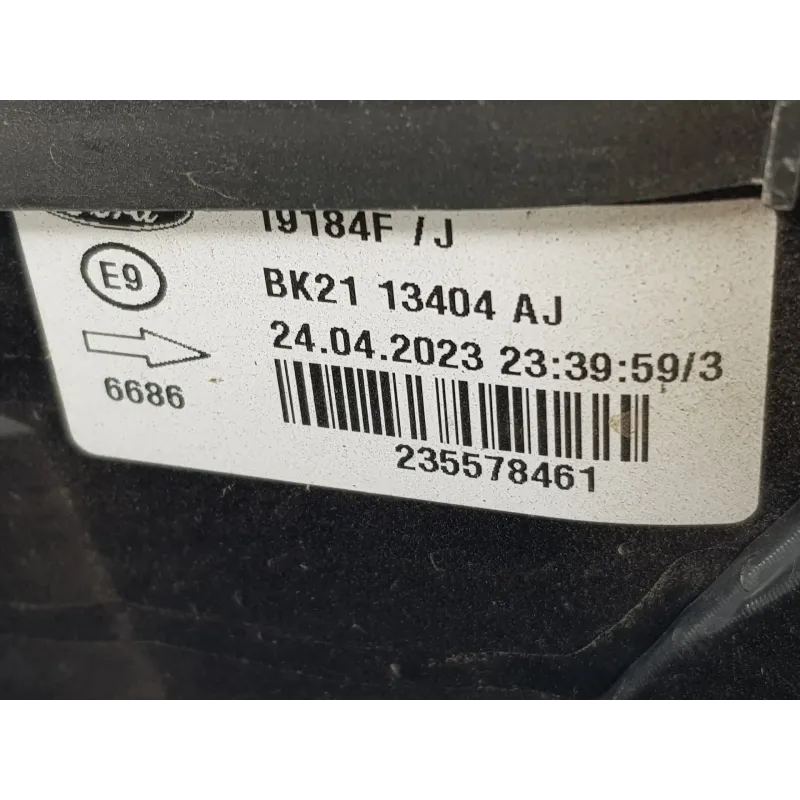 19184F /J
E9
BK21 13404 AJ
24.04.2023 23:39:59/3
6686
235578461